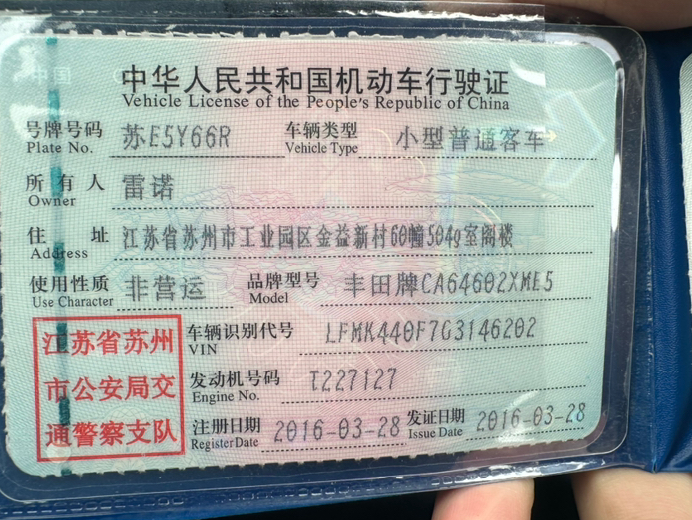 中华人民共和国机动车行驶证
Vehicle License of the People's Republic of China
号牌号码 苏E5Y66R 车辆类型 小型普通客车
Plate No. Vehicle Type
所有人 雷诺
Owner
住址 江苏省苏州市工业园区金益新村60幢504g室阁楼
Address
使用性质 非营运 品牌型号 丰田牌CA64602XME5
Use Character Model
江苏省苏州 车辆识别代号 LFMK440F7G3146202
VIN
市公安局交 发动机号码 T227127
Engine No.
通警察支队 注册日期 2016-03-28 发证日期 2016-03-28
Register Date Issue Date